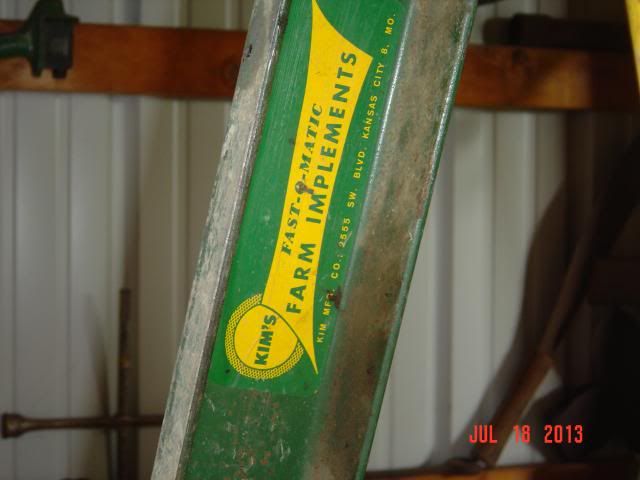 KIM'S
FAST-O-MATIC
FARM IMPLEMENTS
KIM MFG. CO.; 2555 SW. BLVD. KANSAS CITY 8, MO.
JUL 18 2013